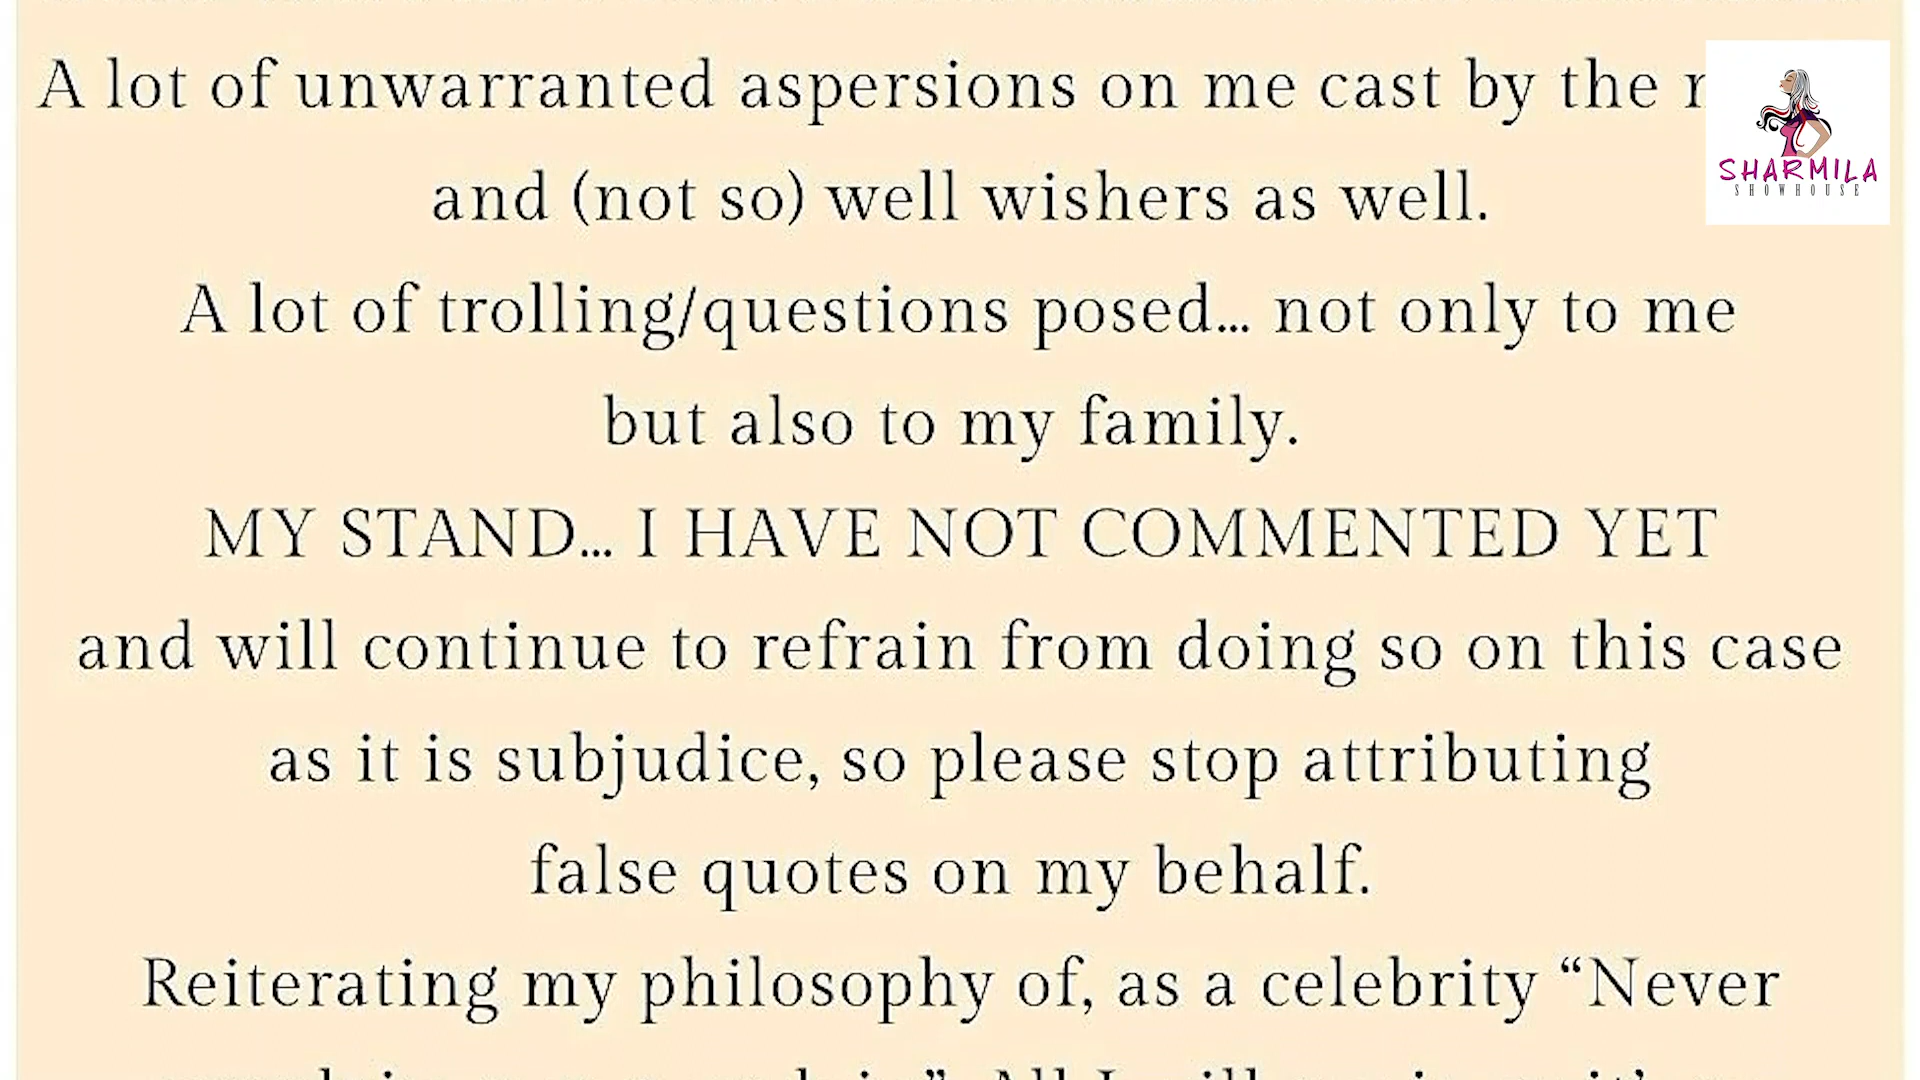 A lot of unwarranted aspersions on me cast by the
and (not so) well wishers as well.
A lot of trolling/questions posed... not only to me
but also to my family.
MY STAND... I HAVE NOT COMMENTED YET
and will continue to refrain from doing so on this case
as it is subjudice, so please stop attributing
false quotes on my behalf.
Reiterating my philosophy of, as a celebrity “Never
SHARMILA
SHOWHOUSE